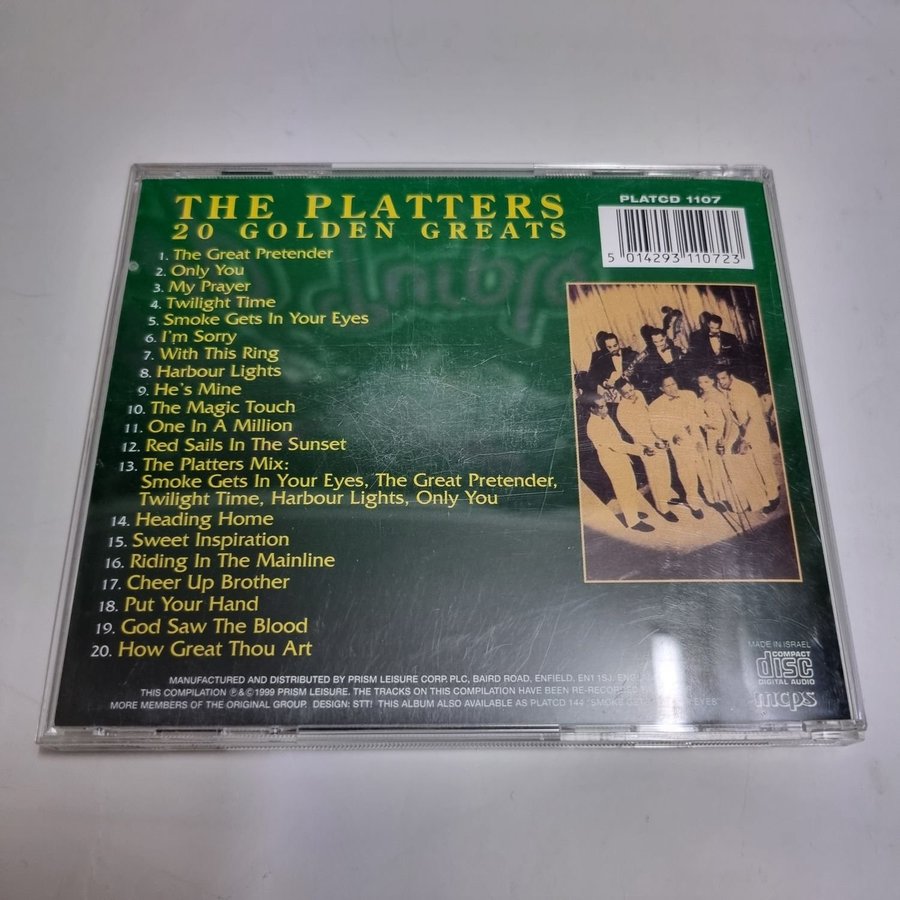 THE PLATTERS
20 GOLDEN GREATS
PLATCD 1107
5 014293 110723
1. The Great Pretender
2. Only You
3. My Prayer
4. Twilight Time
5. Smoke Gets In Your Eyes
6. I'm Sorry
7. With This Ring
8. Harbour Lights
9. He's Mine
10. The Magic Touch
11. One In A Million
12. Red Sails In The Sunset
13. The Platters Mix:
Smoke Gets In Your Eyes, The Great Pretender,
Twilight Time, Harbour Lights, Only You
14. Heading Home
15. Sweet Inspiration
16. Riding In The Mainline
17. Cheer Up Brother
18. Put Your Hand
19. God Saw The Blood
20. How Great Thou Art
MADE IN ISRAEL
COMPACT
disc
DIGITAL AUDIO
mcps
MANUFACTURED AND DISTRIBUTED BY PRISM LEISURE CORP. PLC, BAIRD ROAD, ENFIELD, EN1 1SJ, ENGLAND
THIS COMPILATION ℗&©1999 PRISM LEISURE. THE TRACKS ON THIS COMPILATION HAVE BEEN RE-RECORDED
MORE MEMBERS OF THE ORIGINAL GROUP. DESIGN: STT! THIS ALBUM ALSO AVAILABLE AS PLATCD 144 "SMOKE GETS EYES"